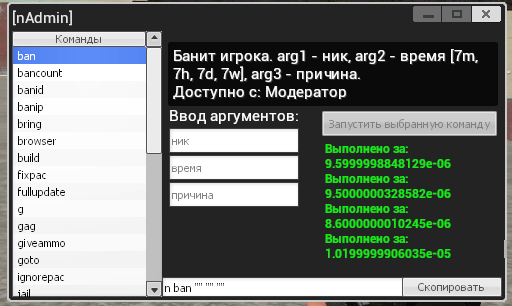 [nAdmin]
Команды
ban
bancount
banid
banip
bring
browser
build
fixpac
fullupdate
g
gag
giveammo
goto
ignorepac
jail
Банит игрока. arg1 - ник, arg2 - время [7m,
7h, 7d, 7w], arg3 - причина.
Доступно с: Модератор
Ввод аргументов:
ник
время
причина
Запустить выбранную команду
Выполнено за:
9.5999998848129e-06
Выполнено за:
9.5000000328582e-06
Выполнено за:
8.6000000010245e-06
Выполнено за:
1.0199999906035e-05
n ban "" "" ""
Скопировать